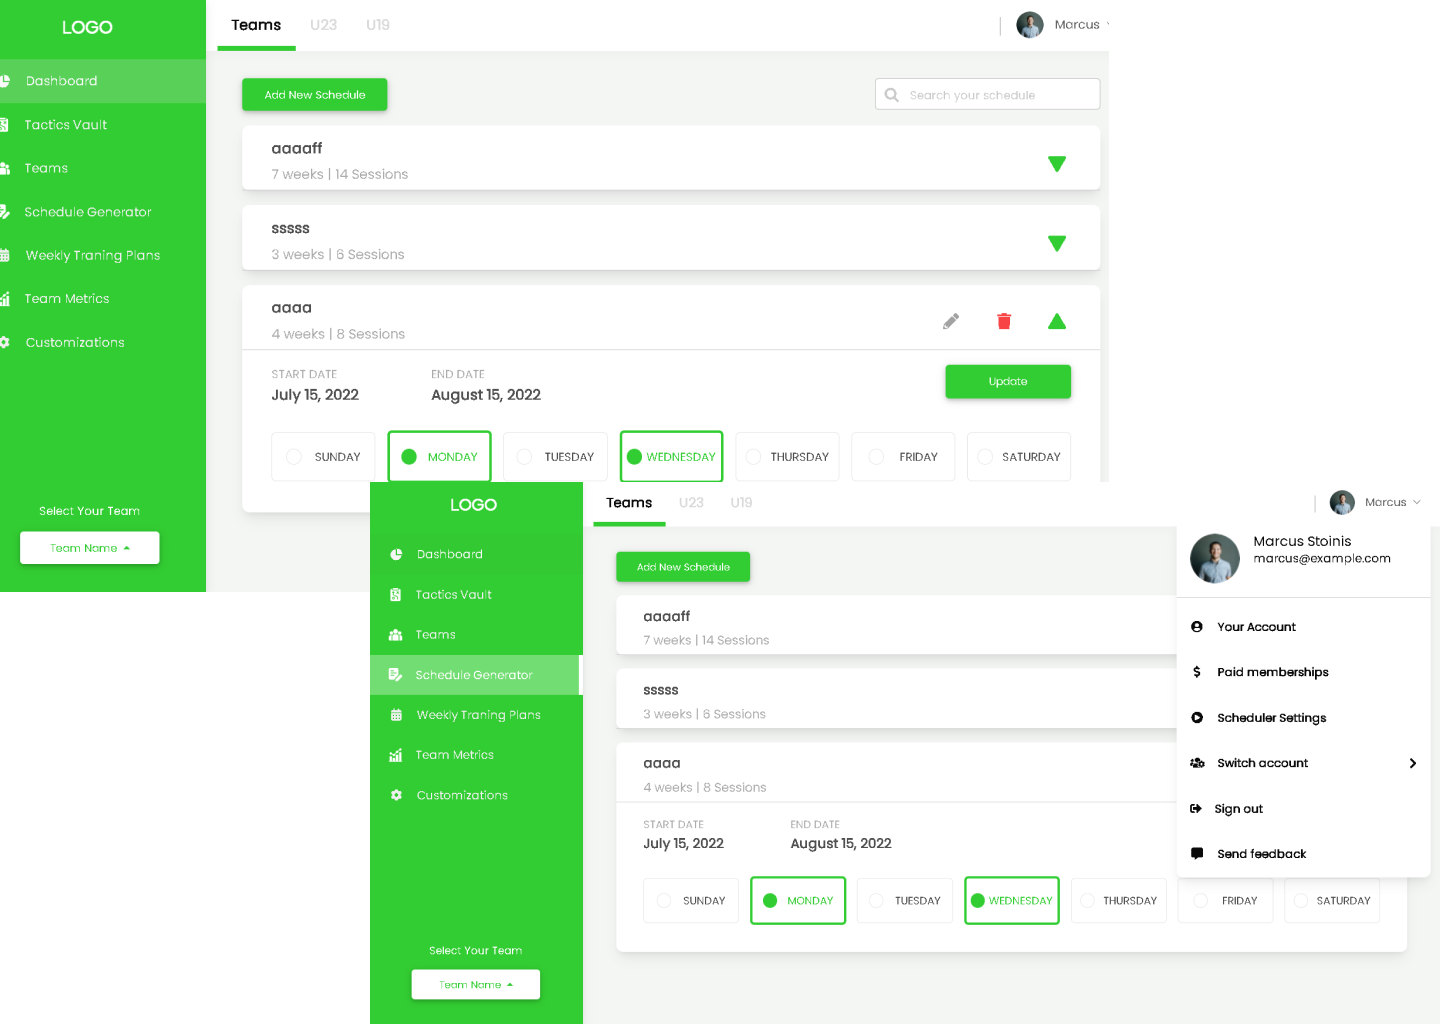 LOGO
Dashboard
Tactics Vault
Teams
Schedule Generator
Weekly Traning Plans
Team Metrics
Customizations
Select Your Team
Team Name
Teams U23 U19
Marcus
Add New Schedule
Search your schedule
aaaaff
7 weeks | 14 Sessions
sssss
3 weeks | 6 Sessions
aaaa
4 weeks | 8 Sessions
START DATE END DATE
July 15, 2022 August 15, 2022
Update
SUNDAY MONDAY TUESDAY WEDNESDAY THURSDAY FRIDAY SATURDAY
LOGO
Dashboard
Tactics Vault
Teams
Schedule Generator
Weekly Traning Plans
Team Metrics
Customizations
Select Your Team
Team Name
Teams U23 U19
Marcus
Add New Schedule
aaaaff
7 weeks | 14 Sessions
sssss
3 weeks | 6 Sessions
aaaa
4 weeks | 8 Sessions
START DATE END DATE
July 15, 2022 August 15, 2022
SUNDAY MONDAY TUESDAY WEDNESDAY THURSDAY FRIDAY SATURDAY
Marcus Stoinis
marcus@example.com
Your Account
Paid memberships
Scheduler Settings
Switch account
Sign out
Send feedback